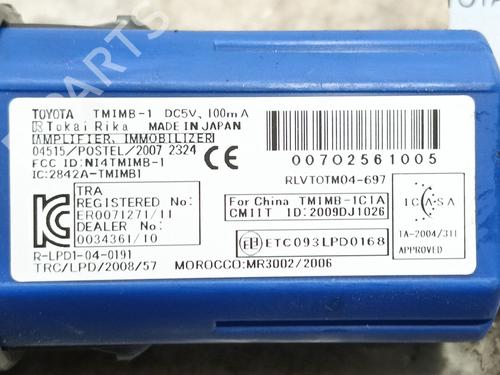 TOYOTA TMIMB-1 DC5V, 100mA
Tokai Rika MADE IN JAPAN
AMPLIFIER, IMMOBILIZER
04515/POSTEL/2007 2324
FCC ID:NI4TMIMB-1
IC:2842A-TMIMB1
CE
00702561005
RLVTOTM04-697
TRA
REGISTERED No:
ER0071271/11
DEALER No:
0034361/10
For China TMIMB-1C1A
CMIIT ID:2009DJ1026
ICASA
TA-2004/311
APPROVED
ETC093LPD0168
R-LPD1-04-0191
TRC/LPD/2008/57
MOROCCO:MR3002/2006